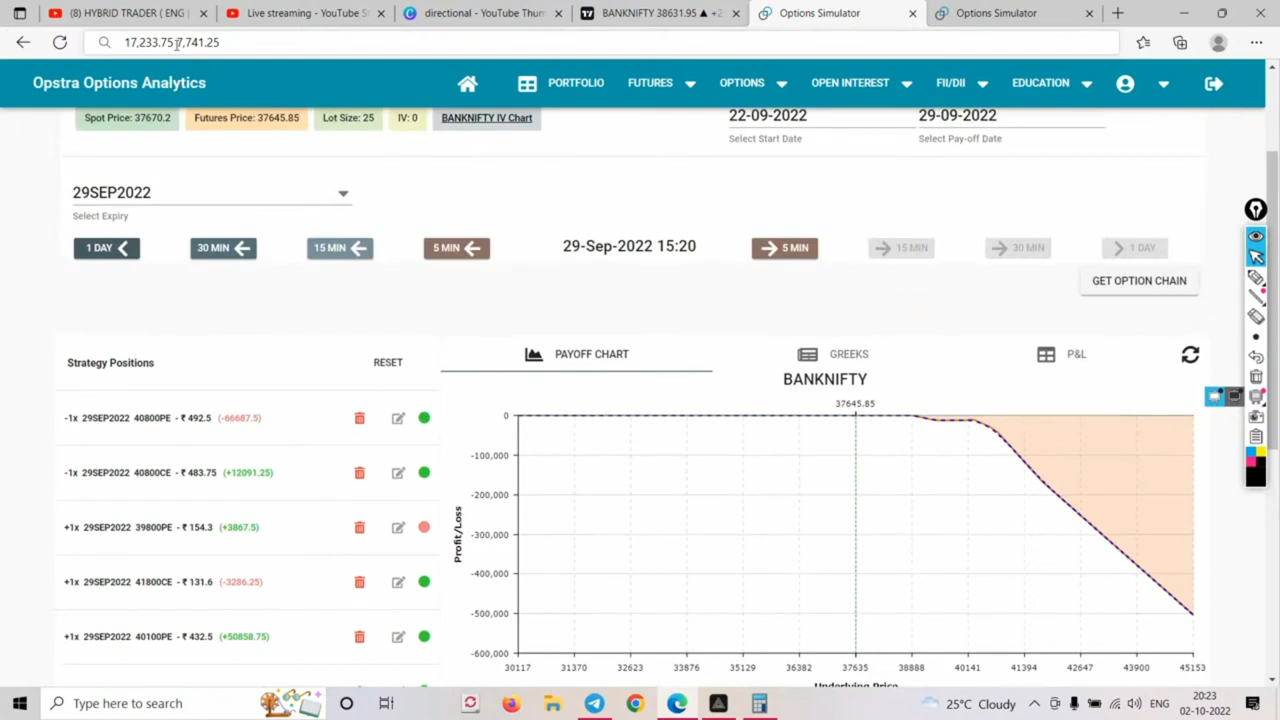 (8) HYBRID TRADER ( ENG |
Live streaming - YouTube S
directional - YouTube Thum
BANKNIFTY 38631.95 ▲ +2
Options Simulator
Options Simulator
17,233.75 7,741.25
Opstra Options Analytics
PORTFOLIO
FUTURES
OPTIONS
OPEN INTEREST
FII/DII
EDUCATION
Spot Price: 37670.2
Futures Price: 37645.85
Lot Size: 25
IV: 0
BANKNIFTY IV Chart
22-09-2022
29-09-2022
Select Start Date
Select Pay-off Date
29SEP2022
Select Expiry
1 DAY
30 MIN
15 MIN
5 MIN
29-Sep-2022 15:20
5 MIN
15 MIN
30 MIN
1 DAY
GET OPTION CHAIN
Strategy Positions
RESET
PAYOFF CHART
GREEKS
P&L
BANKNIFTY
37645.85
-1x 29SEP2022 40800PE - ₹ 492.5 (-66687.5)
-1x 29SEP2022 40800CE - ₹ 483.75 (+12091.25)
+1x 29SEP2022 39800PE - ₹ 154.3 (+3867.5)
+1x 29SEP2022 41800CE - ₹ 131.6 (-3286.25)
+1x 29SEP2022 40100PE - ₹ 432.5 (+50858.75)
Profit/Loss
0
-100,000
-200,000
-300,000
-400,000
-500,000
-600,000
30117 31370 32623 33876 35129 36382 37635 38888 40141 41394 42647 43900 45153
Underlying Price
Type here to search
25°C Cloudy
ENG
20:23
02-10-2022